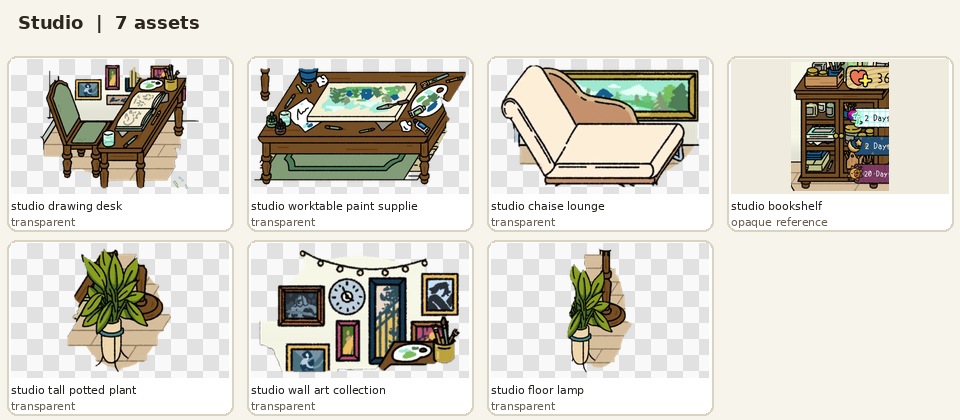 Studio | 7 assets
studio drawing desk
transparent
studio worktable paint supplie
transparent
studio chaise lounge
transparent
36
2 Days
2 Days
20 Day
studio bookshelf
opaque reference
studio tall potted plant
transparent
studio wall art collection
transparent
studio floor lamp
transparent